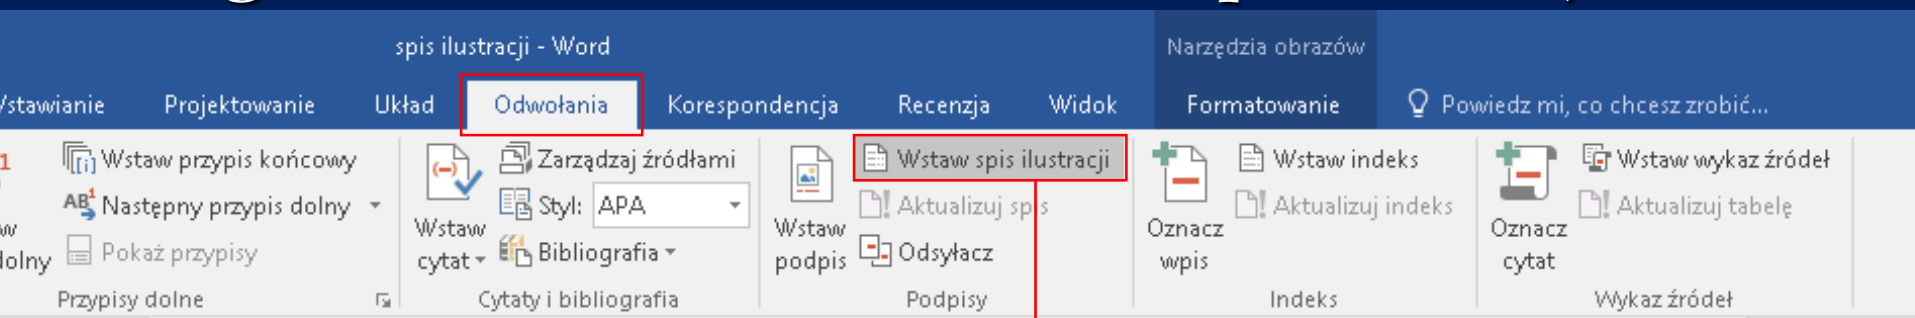 spis ilustracji - Word
Narzędzia obrazów
Wstawianie Projektowanie Układ Odwołania Korespondencja Recenzja Widok Formatowanie Powiedz mi, co chcesz zrobić...
Wstaw przypis końcowy
Następny przypis dolny
Pokaż przypisy
dolny
Przypisy dolne
Wstaw cytat
Zarządzaj źródłami
Styl: APA
Bibliografia
Cytaty i bibliografia
Wstaw podpis
Wstaw spis ilustracji
Aktualizuj spis
Odsyłacz
Podpisy
Oznacz wpis
Wstaw indeks
Aktualizuj indeks
Indeks
Oznacz cytat
Wstaw wykaz źródeł
Aktualizuj tabelę
Wykaz źródeł